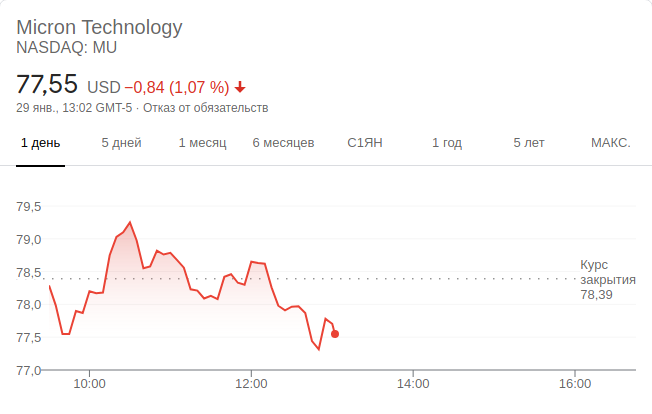 Micron Technology
NASDAQ: MU
77,55 USD −0,84 (1,07 %)
29 янв., 13:02 GMT-5 · Отказ от обязательств
1 день 5 дней 1 месяц 6 месяцев С1ЯН 1 год 5 лет МАКС.
79,5
79,0
78,5
78,0
77,5
77,0
Курс
закрытия
78,39
10:00 12:00 14:00 16:00